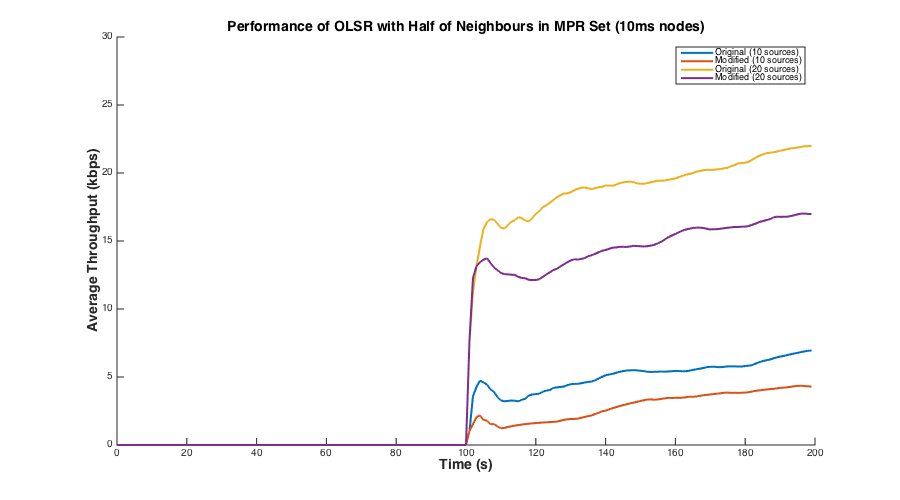 Performance of OLSR with Half of Neighbours in MPR Set (10ms nodes)
Original (10 sources)
Modified (10 sources)
Original (20 sources)
Modified (20 sources)
Average Throughput (kbps)
30
25
20
15
10
5
0
0 20 40 60 80 100 120 140 160 180 200
Time (s)